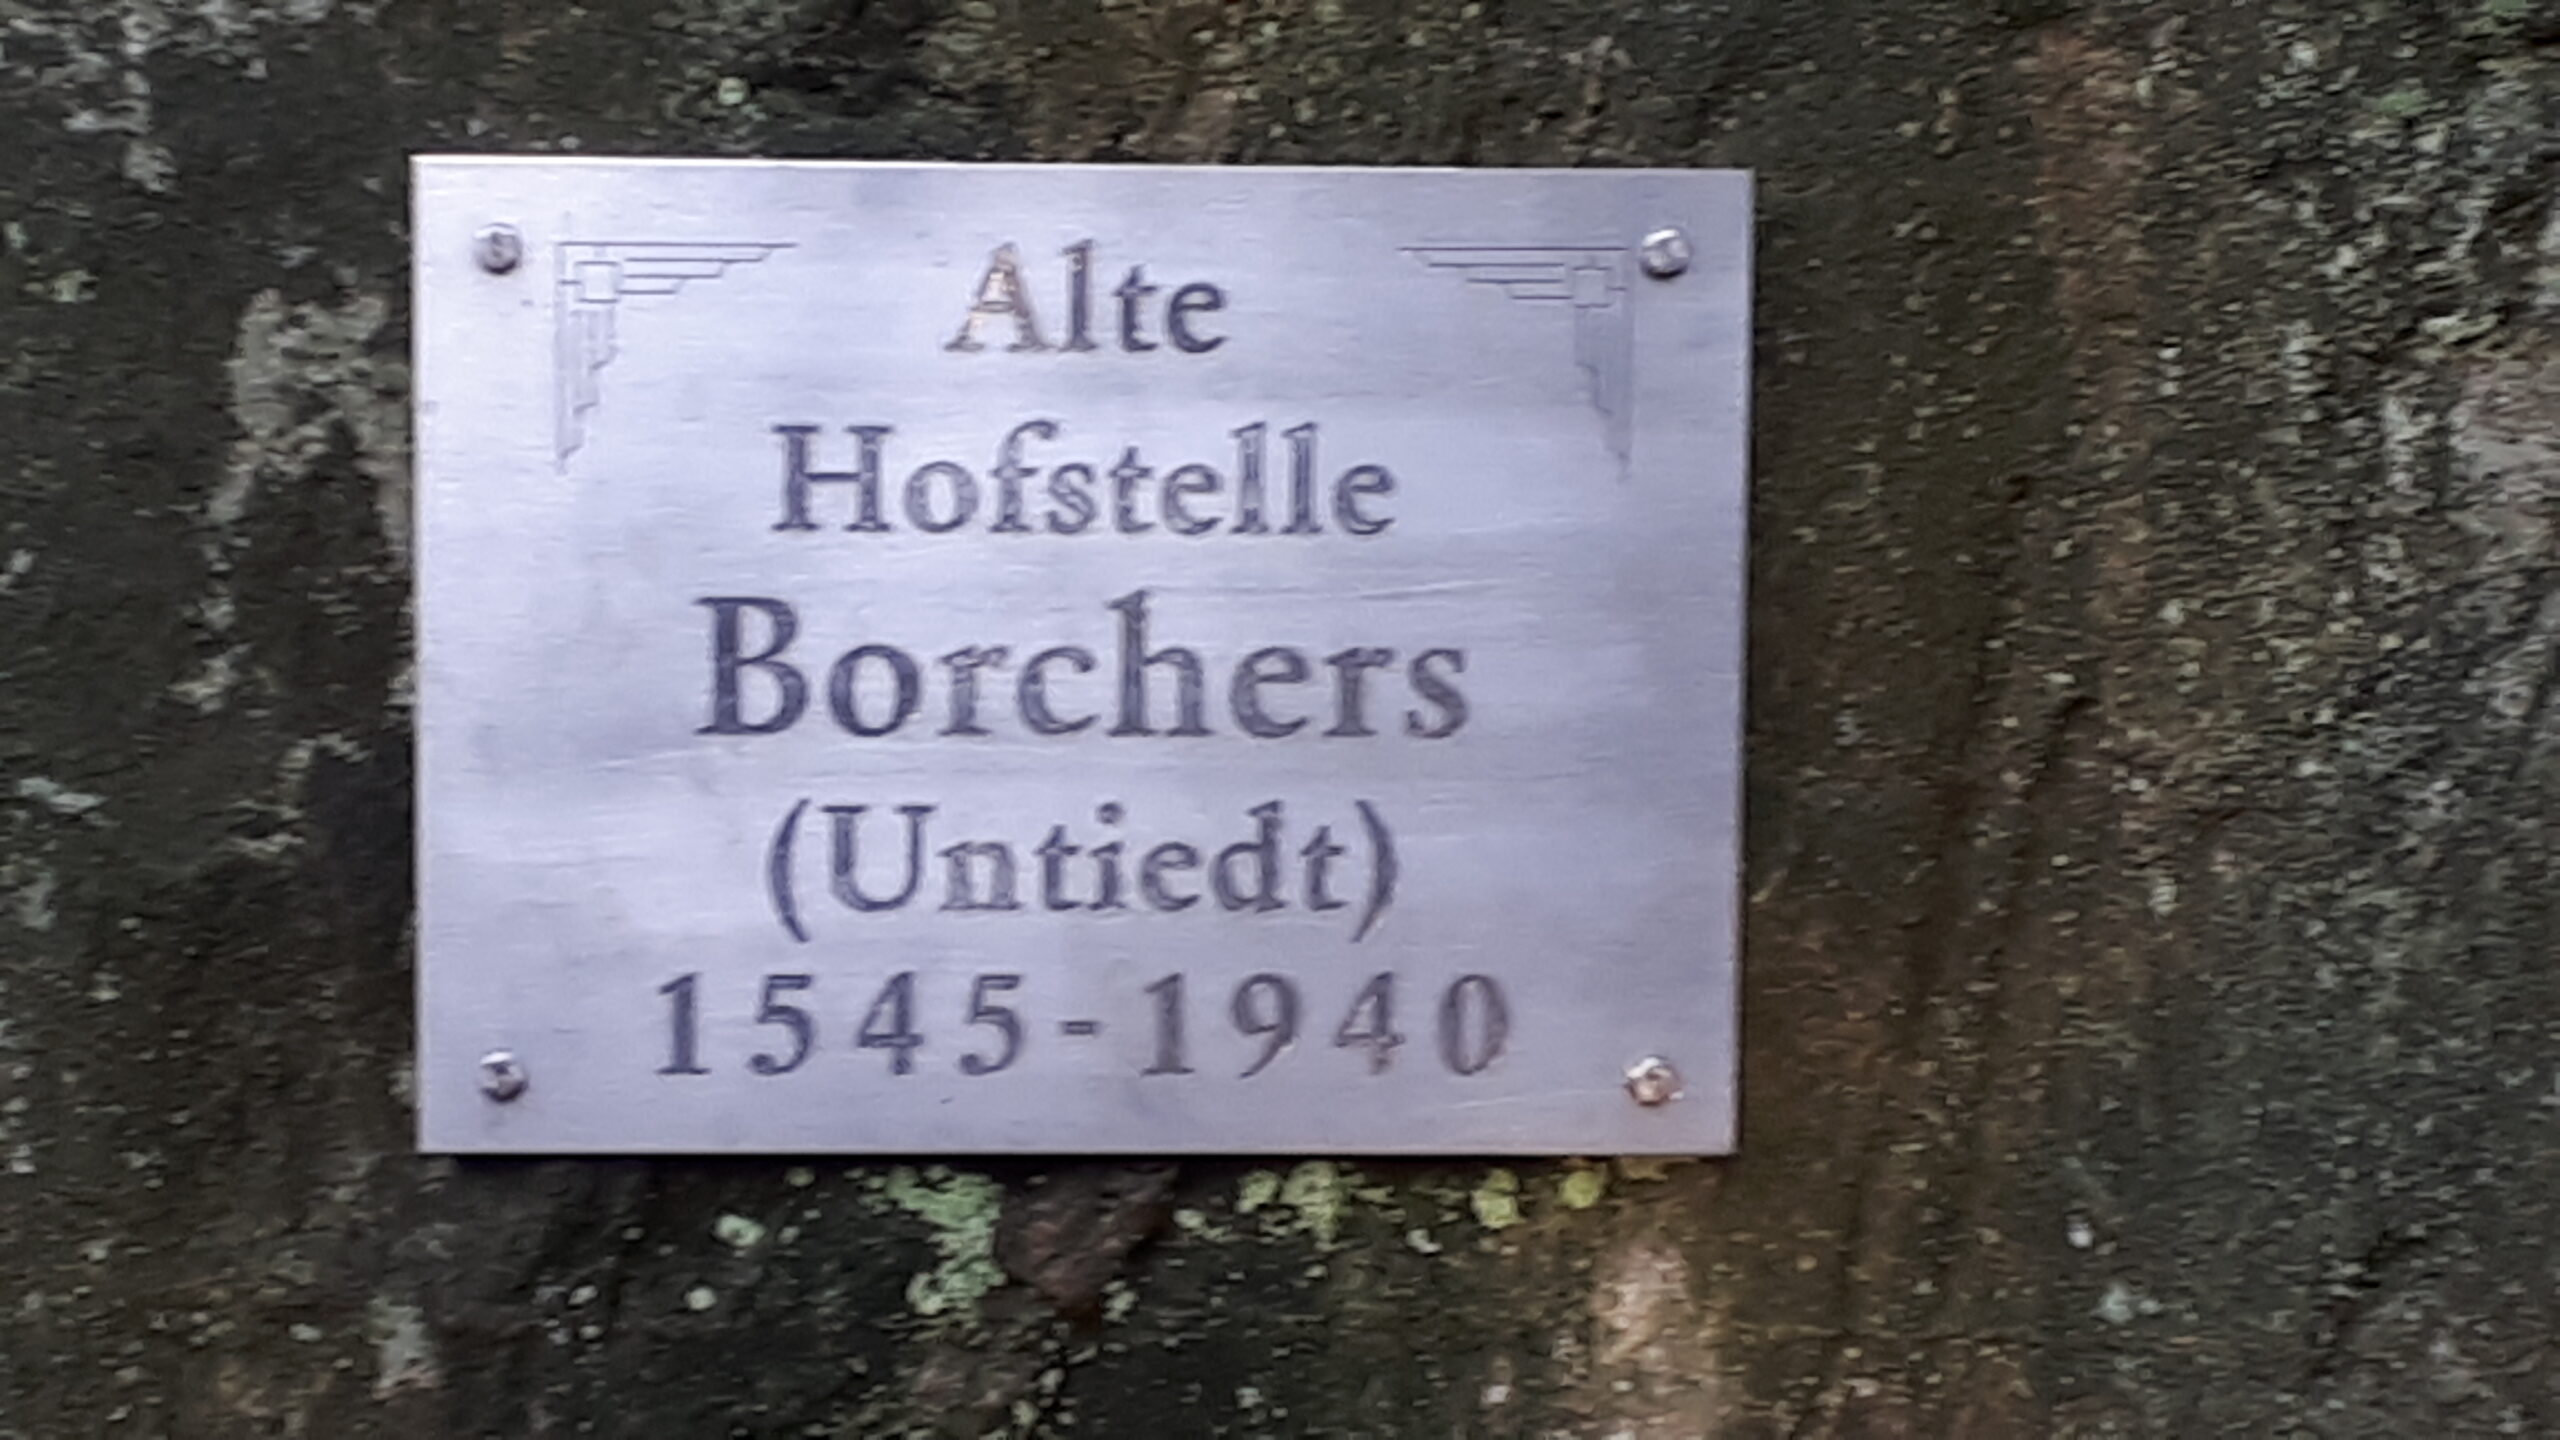 Alte
Hofstelle
Borchers
(Untiedt)
1545-1940